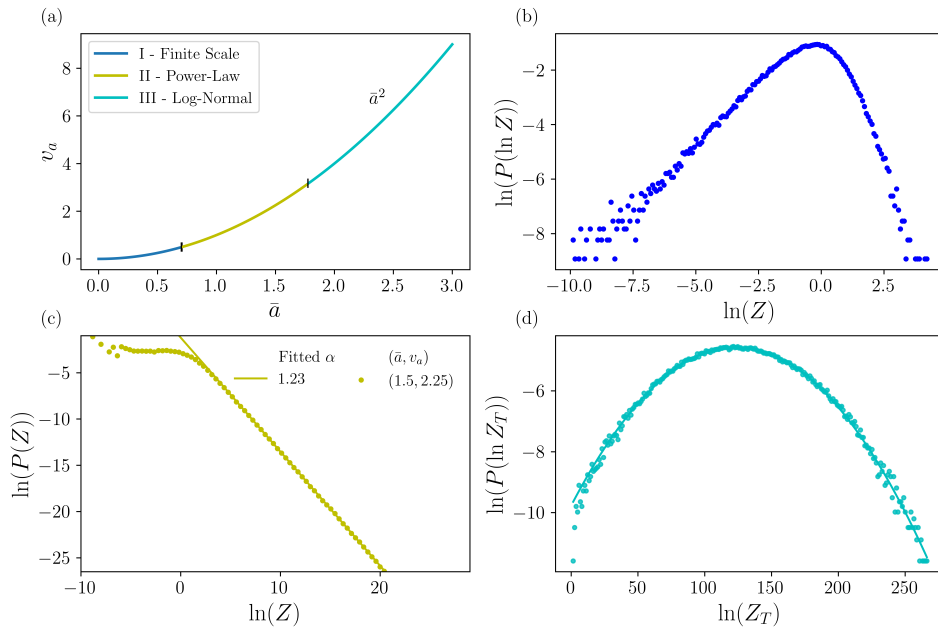 (a)
I - Finite Scale
II - Power-Law
III - Log-Normal
ā²
v_a
8
6
4
2
0
0.0 0.5 1.0 1.5 2.0 2.5 3.0
ā
(b)
ln(P(ln Z))
−2
−4
−6
−8
−10.0 −7.5 −5.0 −2.5 0.0 2.5
ln(Z)
(c)
Fitted α (ā, v_a)
1.23 (1.5, 2.25)
ln(P(Z))
−5
−10
−15
−20
−25
−10 0 10 20
ln(Z)
(d)
ln(P(ln Z_T))
−6
−8
−10
0 50 100 150 200 250
ln(Z_T)